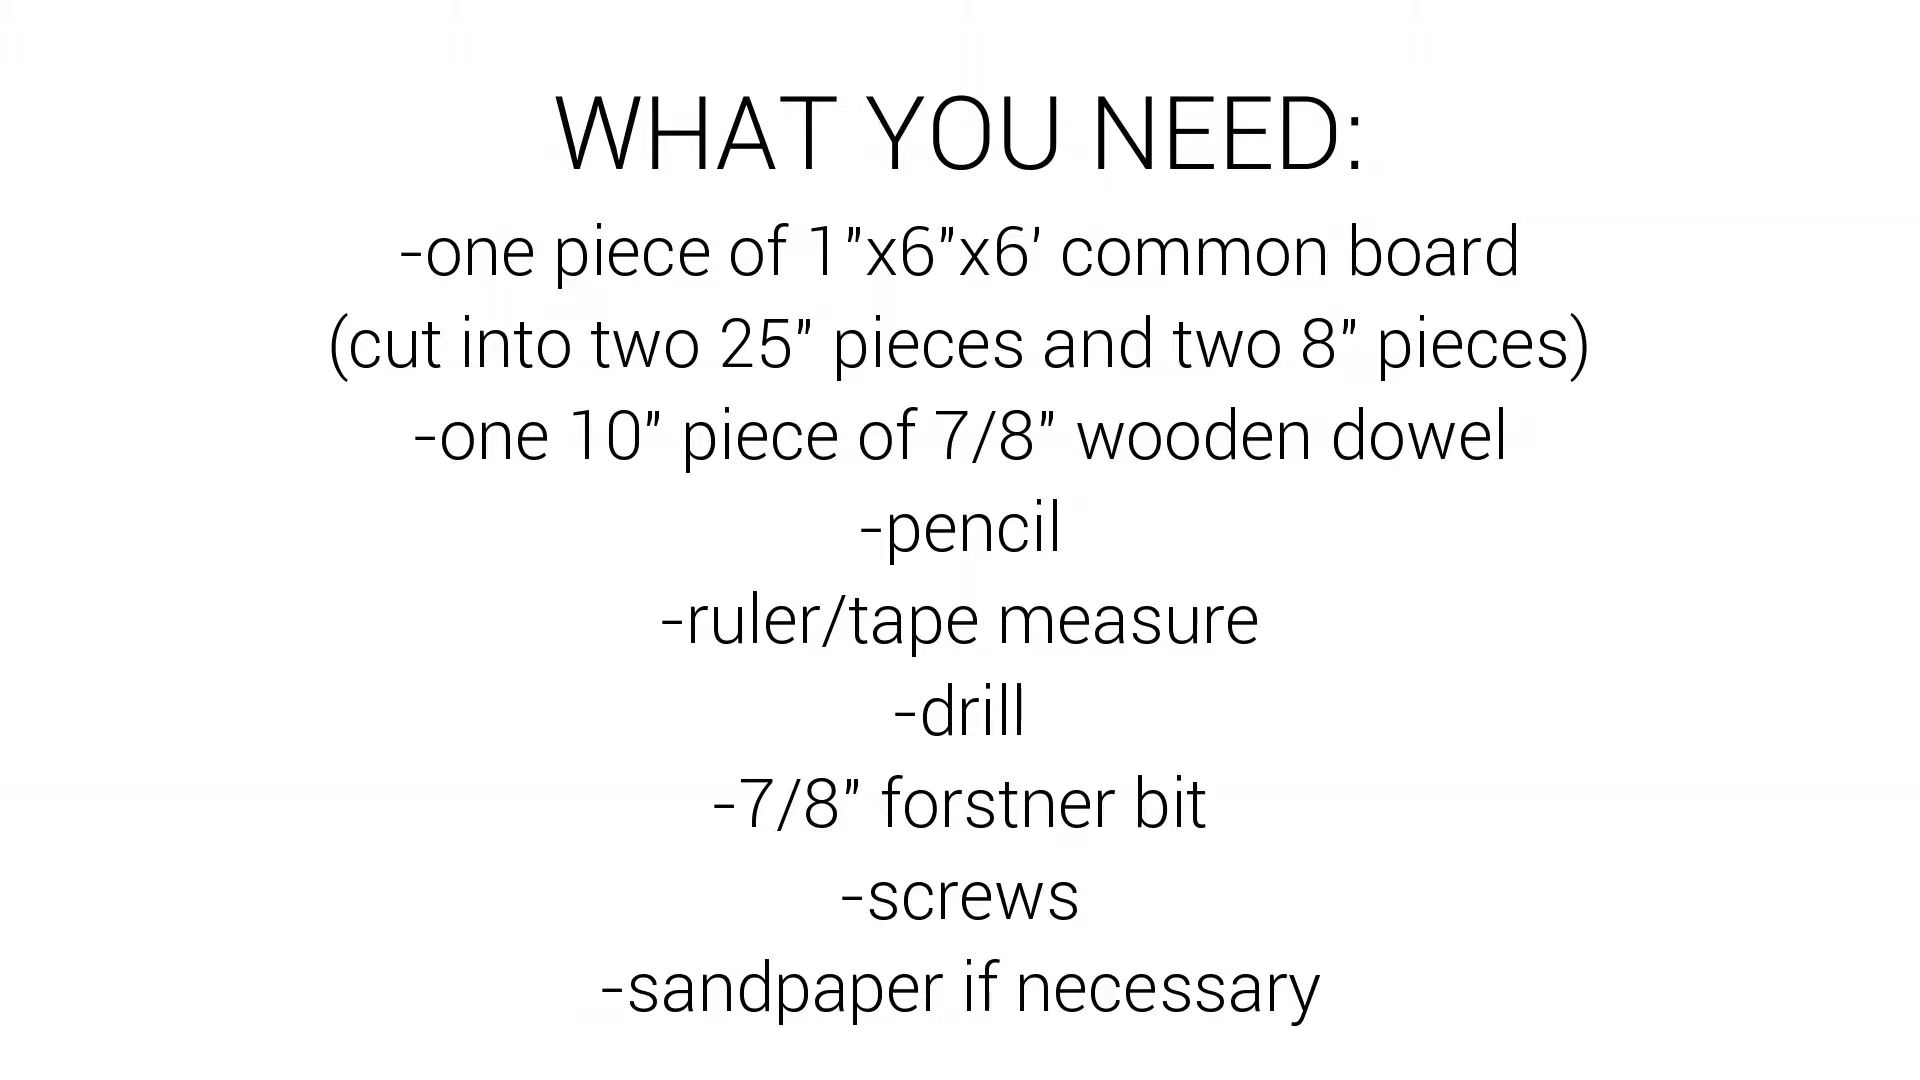 WHAT YOU NEED:
-one piece of 1"x6"x6' common board
(cut into two 25" pieces and two 8" pieces)
-one 10" piece of 7/8" wooden dowel
-pencil
-ruler/tape measure
-drill
-7/8" forstner bit
-screws
-sandpaper if necessary